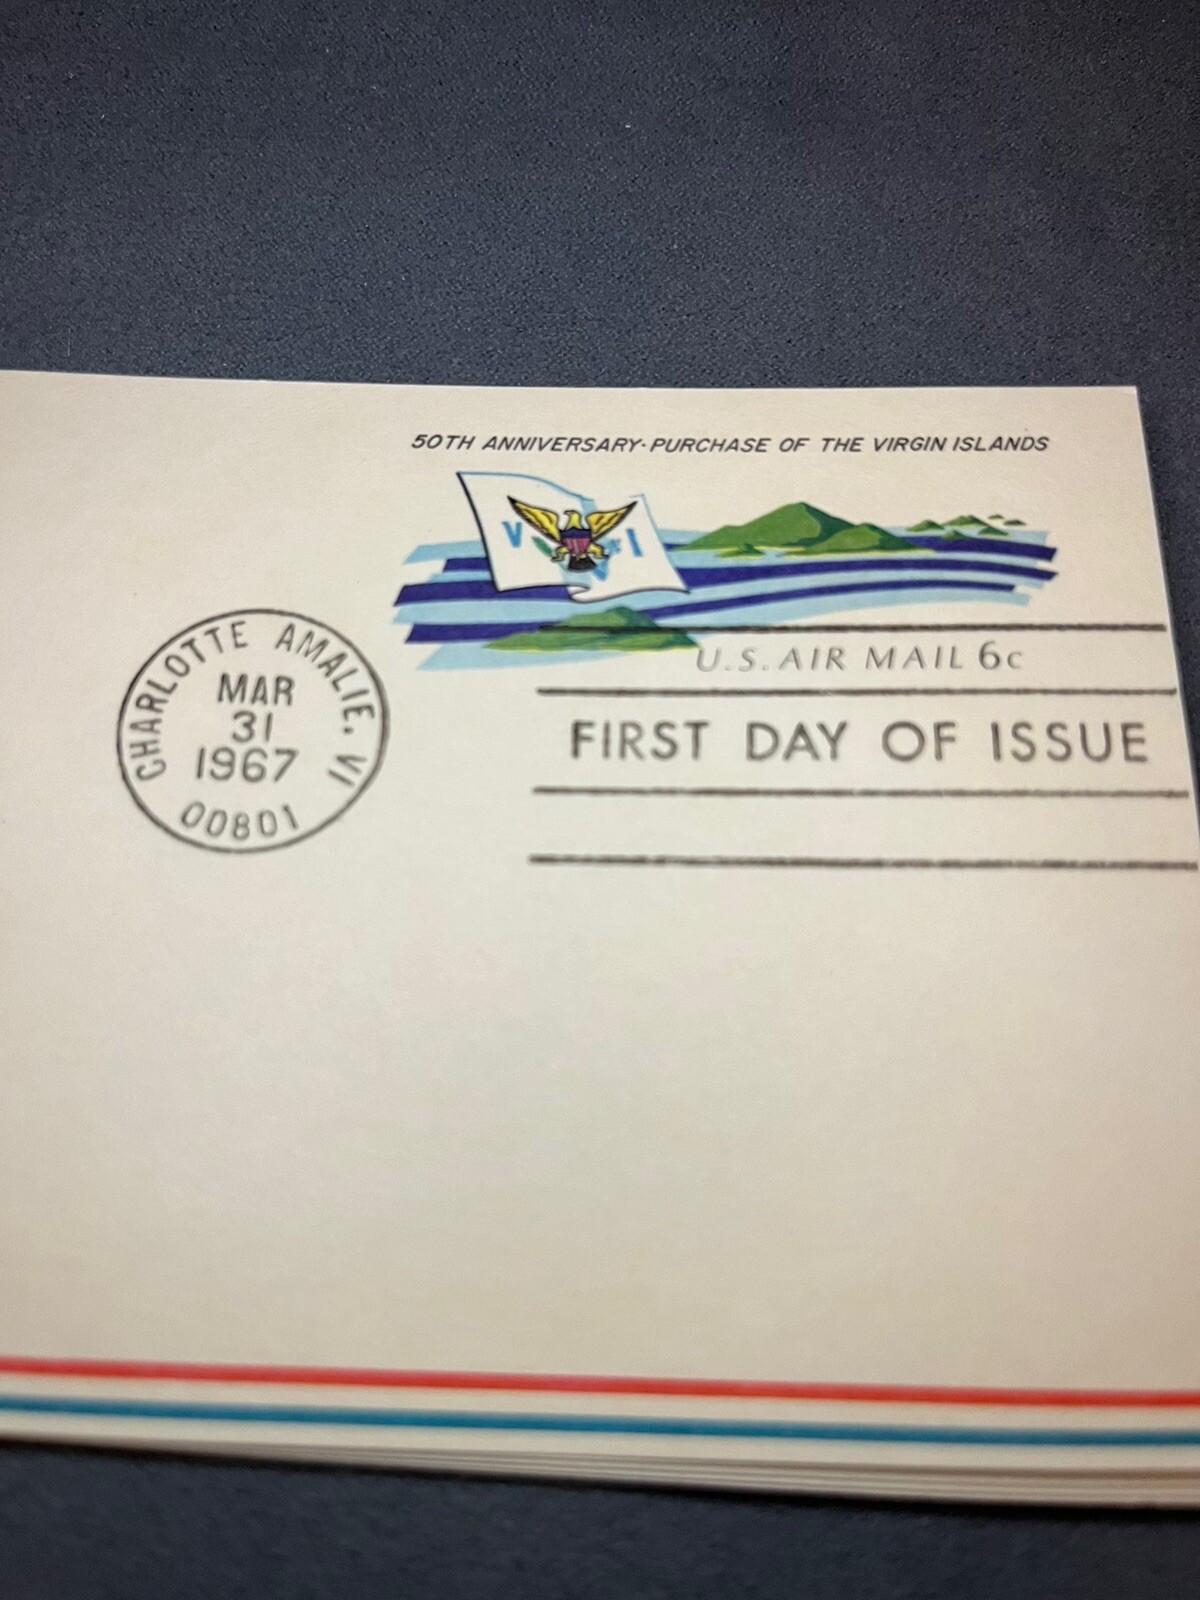 50TH ANNIVERSARY·PURCHASE OF THE VIRGIN ISLANDS
V I
U.S. AIR MAIL 6c
CHARLOTTE AMALIE, VI
MAR
31
1967
00801
FIRST DAY OF ISSUE